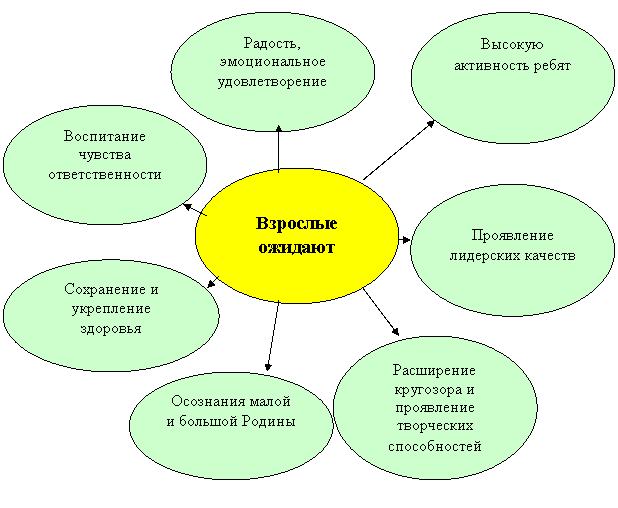 Радость,
эмоциональное
удовлетворение
Высокую
активность ребят
Воспитание
чувства
ответственности
Взрослые
ожидают
Проявление
лидерских качеств
Сохранение и
укрепление
здоровья
Осознания малой
и большой Родины
Расширение
кругозора и
проявление
творческих
способностей